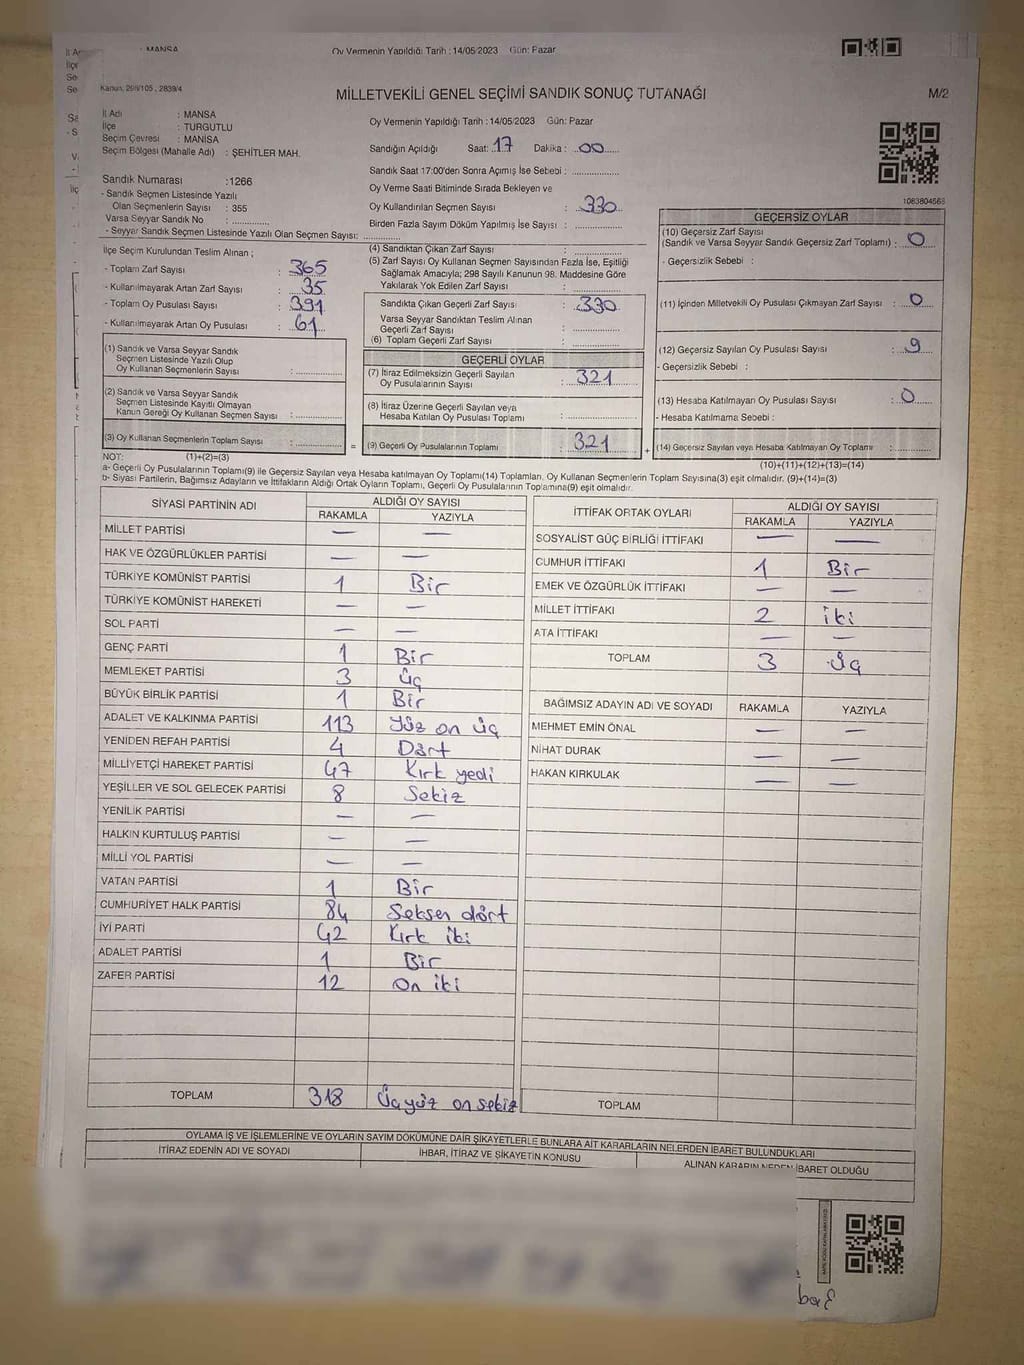 İl A
: MANSA
Oy Vermenin Yapıldığı Tarih : 14/05/2023 Gün: Pazar
Kanun, 298/105 , 2839/4
MİLLETVEKİLİ GENEL SEÇİMİ SANDIK SONUÇ TUTANAĞI
M/2
İl Adı : MANSA
İlçe : TURGUTLU
Seçim Çevresi : MANİSA
Seçim Bölgesi (Mahalle Adı) : ŞEHİTLER MAH.
Oy Vermenin Yapıldığı Tarih : 14/05/2023 Gün: Pazar
Sandığın Açıldığı Saat: 17 Dakika : 00
Sandık Saat 17:00'den Sonra Açımış İse Sebebi :
Oy Verme Saati Bitiminde Sırada Bekleyen ve
Oy Kullandırılan Seçmen Sayısı : 330
Birden Fazla Sayım Döküm Yapılmış İse Sayısı :
Sandık Numarası :1266
- Sandık Seçmen Listesinde Yazılı
Olan Seçmenlerin Sayısı : 355
Varsa Seyyar Sandık No :
- Seyyar Sandık Seçmen Listesinde Yazılı Olan Seçmen Sayısı:
1083804568
İlçe Seçim Kurulundan Teslim Alınan ;
- Toplam Zarf Sayısı : 365
- Kullanılmayarak Artan Zarf Sayısı : 35
- Toplam Oy Pusulası Sayısı : 391
- Kullanılmayarak Artan Oy Pusulası : 61
(1) Sandık ve Varsa Seyyar Sandık
Seçmen Listesinde Yazılı Olup
Oy Kullanan Seçmenlerin Sayısı :
(2) Sandık ve Varsa Seyyar Sandık
Seçmen Listesinde Kayıtlı Olmayan
Kanun Gereği Oy Kullanan Seçmen Sayısı :
(3) Oy Kullanan Seçmenlerin Toplam Sayısı :
(4) Sandıktan Çıkan Zarf Sayısı :
(5) Zarf Sayısı Oy Kullanan Seçmen Sayısından Fazla İse, Eşitliği
Sağlamak Amacıyla; 298 Sayılı Kanunun 98. Maddesine Göre
Yakılarak Yok Edilen Zarf Sayısı :
Sandıkta Çıkan Geçerli Zarf Sayısı : 330
Varsa Seyyar Sandıktan Teslim Alınan
Geçerli Zarf Sayısı :
(6) Toplam Geçerli Zarf Sayısı :
GEÇERLİ OYLAR
(7) İtiraz Edilmeksizin Geçerli Sayılan
Oy Pusulalarının Sayısı : 321
(8) İtiraz Üzerine Geçerli Sayılan veya
Hesaba Katılan Oy Pusulası Toplamı :
= (9) Geçerli Oy Pusulalarının Toplamı : 321
GEÇERSİZ OYLAR
(10) Geçersiz Zarf Sayısı
(Sandık ve Varsa Seyyar Sandık Geçersiz Zarf Toplamı) : 0
- Geçersizlik Sebebi :
(11) İçinden Milletvekili Oy Pusulası Çıkmayan Zarf Sayısı : 0
(12) Geçersiz Sayılan Oy Pusulası Sayısı : 9
- Geçersizlik Sebebi :
(13) Hesaba Katılmayan Oy Pusulası Sayısı : 0
- Hesaba Katılmama Sebebi :
+ (14) Geçersiz Sayılan veya Hesaba Katılmayan Oy Toplamı :
NOT: (1)+(2)=(3)
(10)+(11)+(12)+(13)=(14)
a- Geçerli Oy Pusulalarının Toplamı(9) ile Geçersiz Sayılan veya Hesaba katılmayan Oy Toplamı(14) Toplamları, Oy Kullanan Seçmenlerin Toplam Sayısına(3) eşit olmalıdır. (9)+(14)=(3)
b- Siyasi Partilerin, Bağımsız Adayların ve İttifakların Aldığı Ortak Oyların Toplamı, Geçerli Oy Pusulalarının Toplamına(9) eşit olmalıdır.
SİYASİ PARTİNİN ADI ALDIĞI OY SAYISI
RAKAMLA YAZIYLA
MİLLET PARTİSİ — —
HAK VE ÖZGÜRLÜKLER PARTİSİ — —
TÜRKİYE KOMÜNİST PARTİSİ 1 Bir
TÜRKİYE KOMÜNİST HAREKETİ — —
SOL PARTİ — —
GENÇ PARTİ 1 Bir
MEMLEKET PARTİSİ 3 üç
BÜYÜK BİRLİK PARTİSİ 1 Bir
ADALET VE KALKINMA PARTİSİ 113 Yüz on üç
YENİDEN REFAH PARTİSİ 4 Dört
MİLLİYETÇİ HAREKET PARTİSİ 47 Kırk yedi
YEŞİLLER VE SOL GELECEK PARTİSİ 8 Sekiz
YENİLİK PARTİSİ — —
HALKIN KURTULUŞ PARTİSİ — —
MİLLİ YOL PARTİSİ — —
VATAN PARTİSİ 1 Bir
CUMHURİYET HALK PARTİSİ 84 Seksen dört
İYİ PARTİ 42 Kırk iki
ADALET PARTİSİ 1 Bir
ZAFER PARTİSİ 12 On iki
TOPLAM 318 Üçyüz on sekiz
İTTİFAK ORTAK OYLARI ALDIĞI OY SAYISI
RAKAMLA YAZIYLA
SOSYALİST GÜÇ BİRLİĞİ İTTİFAKI — —
CUMHUR İTTİFAKI 1 Bir
EMEK VE ÖZGÜRLÜK İTTİFAKI — —
MİLLET İTTİFAKI 2 iki
ATA İTTİFAKI — —
TOPLAM 3 Üç
BAĞIMSIZ ADAYIN ADI VE SOYADI RAKAMLA YAZIYLA
MEHMET EMİN ÖNAL — —
NİHAT DURAK — —
HAKAN KIRKULAK — —
TOPLAM
OYLAMA İŞ VE İŞLEMLERİNE VE OYLARIN SAYIM DÖKÜMÜNE DAİR ŞİKAYETLERLE BUNLARA AİT KARARLARIN NELERDEN İBARET BULUNDUKLARI
İTİRAZ EDENİN ADI VE SOYADI
İHBAR, İTİRAZ VE ŞİKAYETİN KONUSU
ALINAN KARARIN NEDEN İBARET OLDUĞU